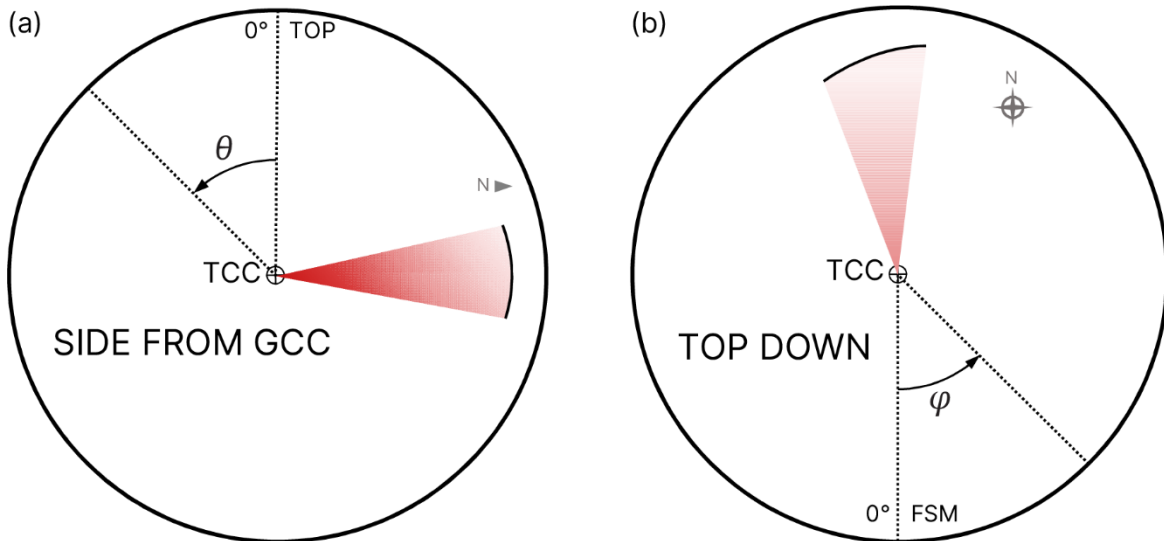 (a)
0° TOP
θ
N
TCC
SIDE FROM GCC
(b)
N
TCC
TOP DOWN
φ
0° FSM